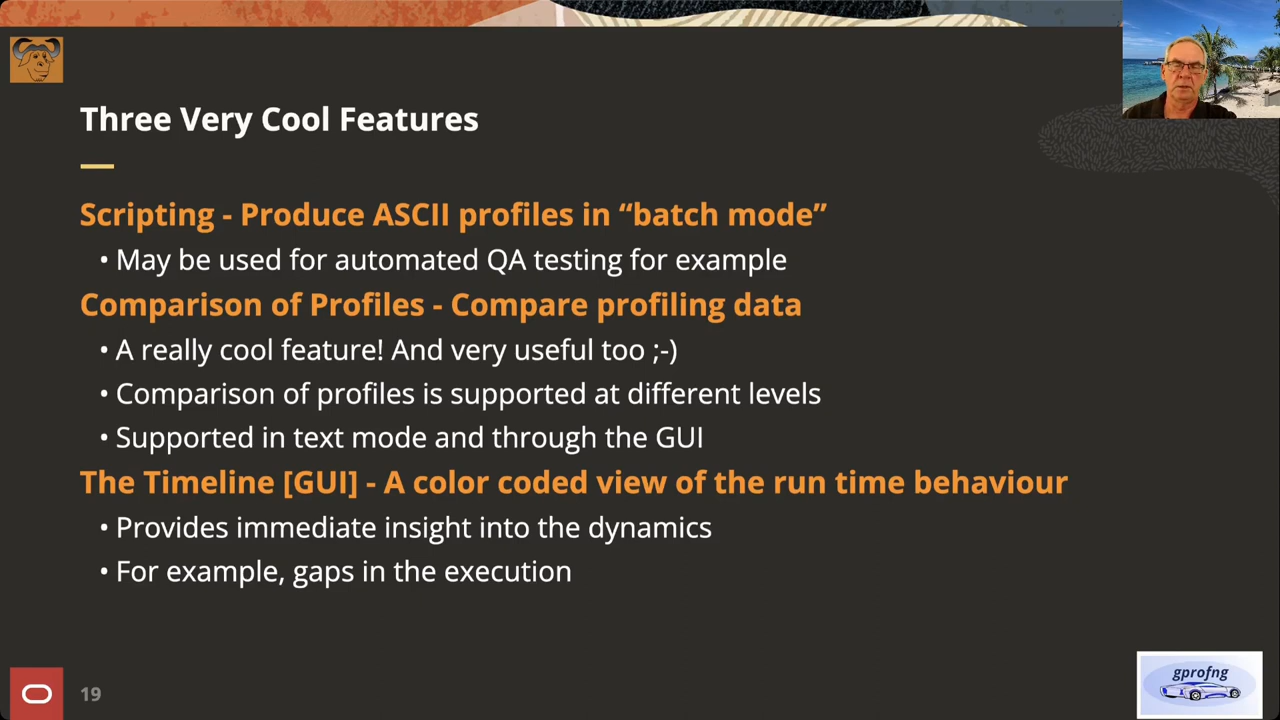 Three Very Cool Features
Scripting - Produce ASCII profiles in “batch mode”
• May be used for automated QA testing for example
Comparison of Profiles - Compare profiling data
• A really cool feature! And very useful too ;-)
• Comparison of profiles is supported at different levels
• Supported in text mode and through the GUI
The Timeline [GUI] - A color coded view of the run time behaviour
• Provides immediate insight into the dynamics
• For example, gaps in the execution
19
gprofng